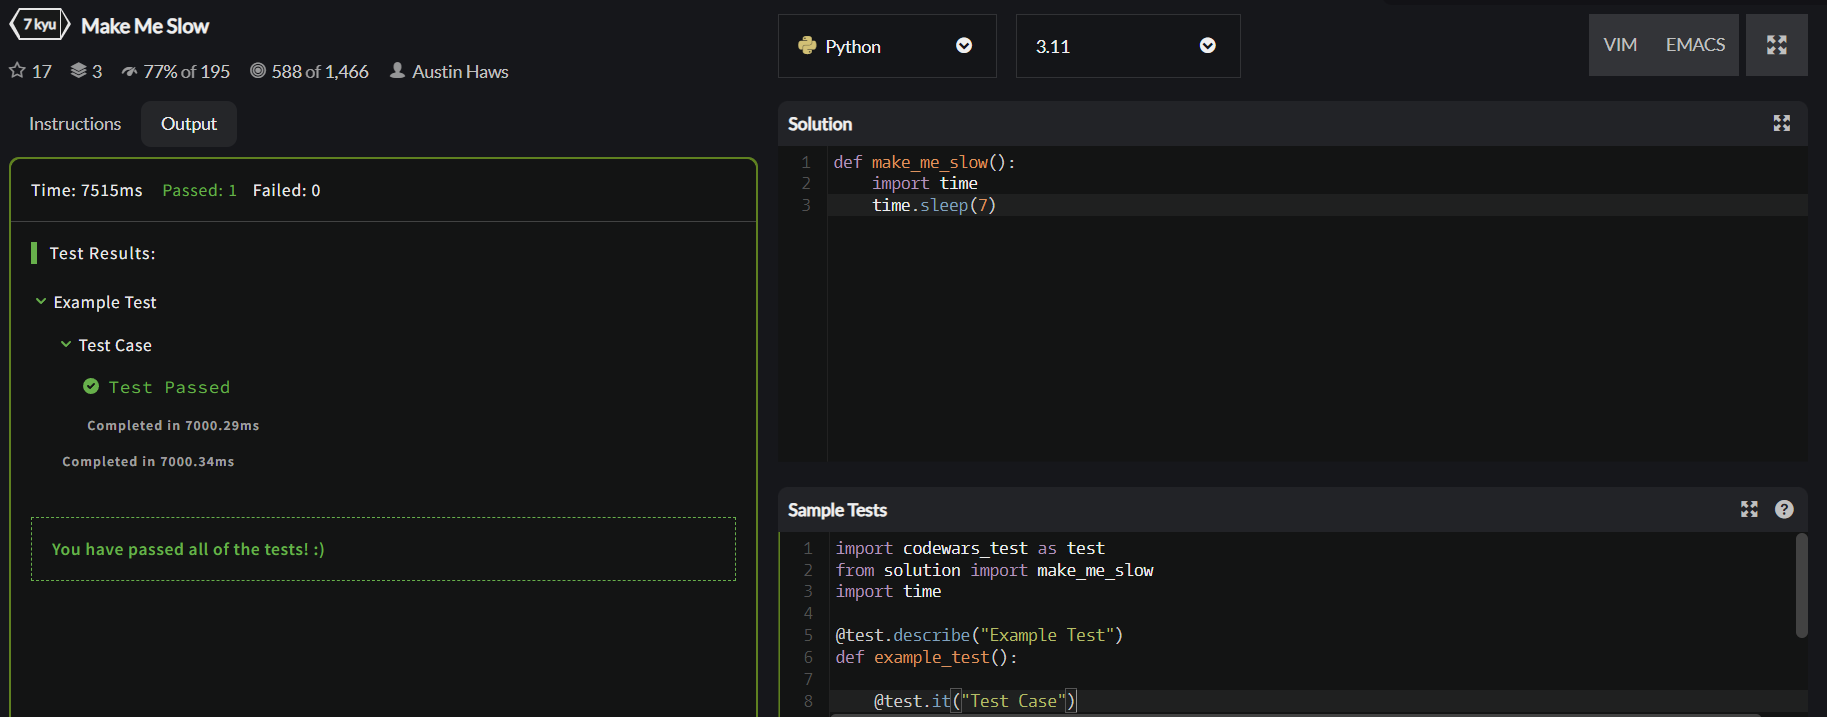 7 kyu Make Me Slow
17 3 77% of 195 588 of 1,466 Austin Haws
Instructions Output
Time: 7515ms Passed: 1 Failed: 0
Test Results:
Example Test
Test Case
Test Passed
Completed in 7000.29ms
Completed in 7000.34ms
You have passed all of the tests! :)
Python 3.11 VIM EMACS
Solution
1 def make_me_slow():
2     import time
3     time.sleep(7)
Sample Tests
?
1 import codewars_test as test
2 from solution import make_me_slow
3 import time
4
5 @test.describe("Example Test")
6 def example_test():
7
8     @test.it("Test Case")